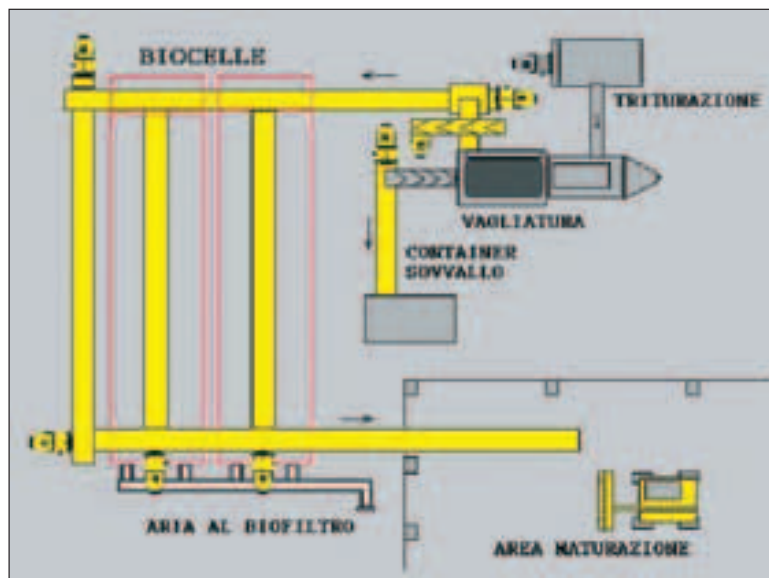 BIOCELLE
TRITURAZIONE
VAGLIATURA
CONTAINER
SOVVALLO
ARIA AL BIOFILTRO
AREA MATURAZIONE